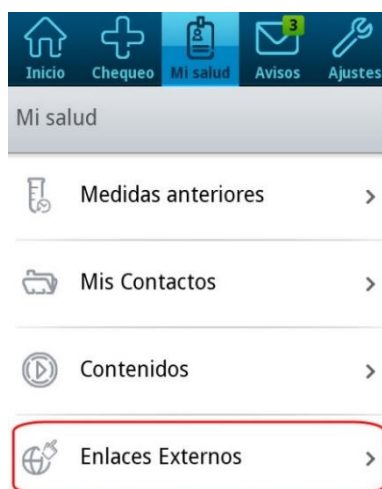 3
Inicio Chequeo Mi salud Avisos Ajustes
Mi salud
Medidas anteriores
Mis Contactos
Contenidos
Enlaces Externos